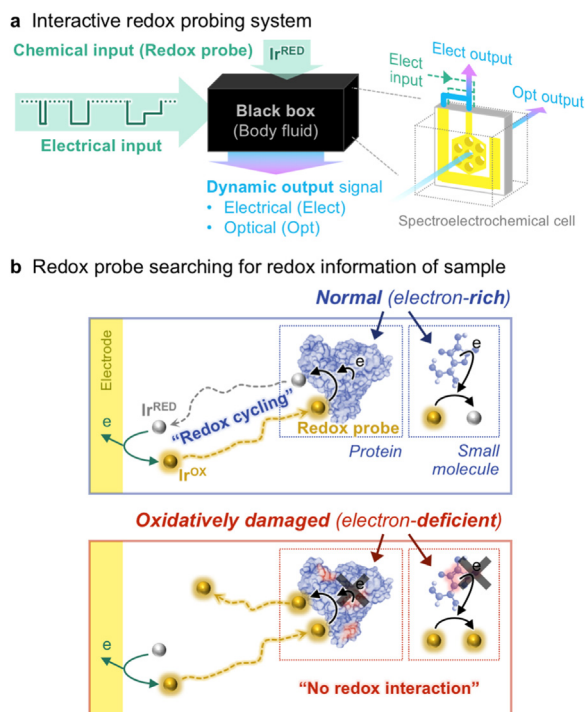 a Interactive redox probing system
Chemical input (Redox probe)
Ir^RED
Elect output
Elect
input
Opt output
Black box
(Body fluid)
Electrical input
Dynamic output signal
• Electrical (Elect)
• Optical (Opt)
Spectroelectrochemical cell
b Redox probe searching for redox information of sample
Normal (electron-rich)
Electrode
e
e
Ir^RED
"Redox cycling"
e
Redox probe
Ir^OX
Protein
Small
molecule
Oxidatively damaged (electron-deficient)
e
e
e
"No redox interaction"